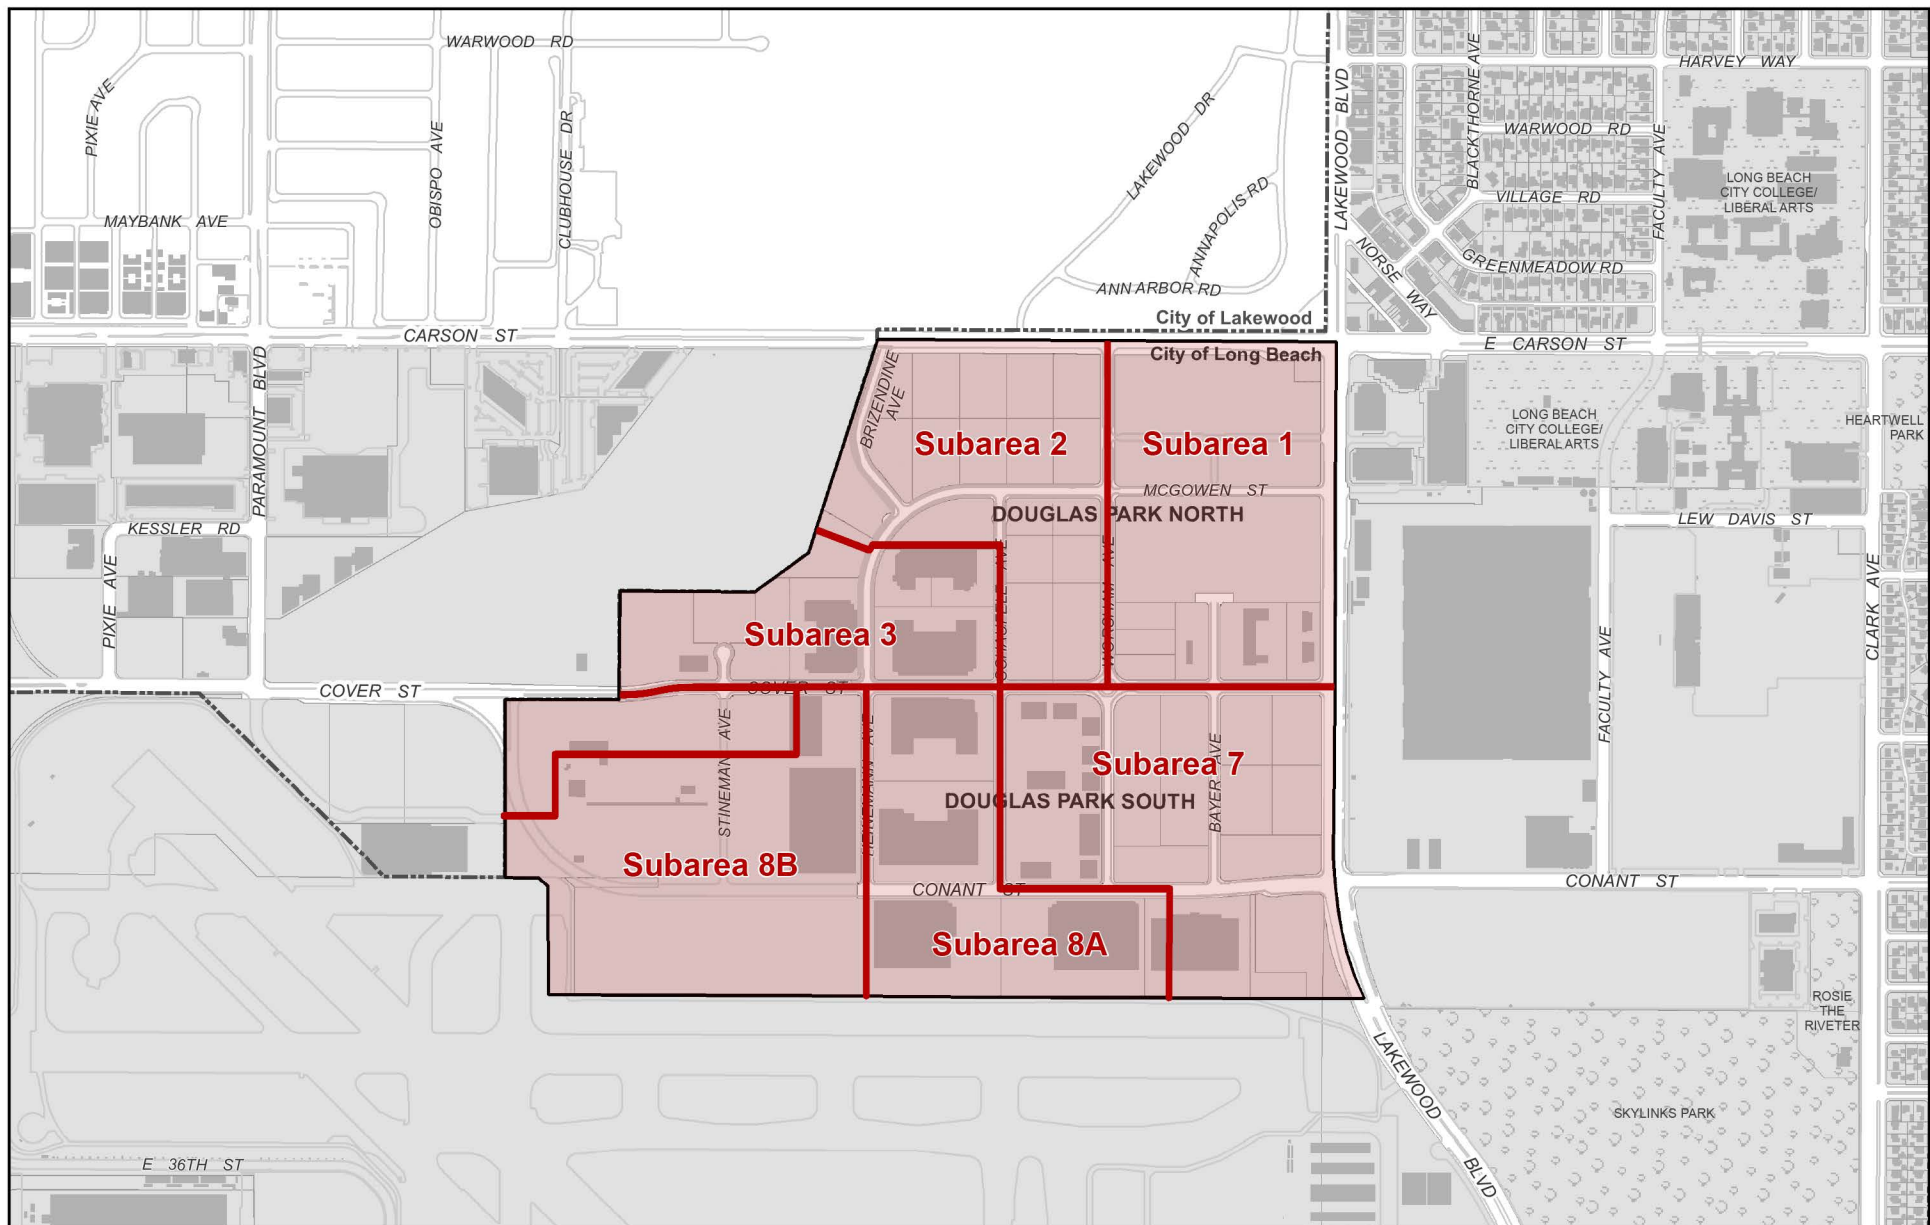 WARWOOD RD
PIXIE AVE
OBISPO AVE
CLUBHOUSE DR
MAYBANK AVE
LAKEWOOD DR
ANNAPOLIS RD
ANN ARBOR RD
LAKEWOOD BLVD
BLACKTHORNE AVE
HARVEY WAY
WARWOOD RD
FACULTY AVE
VILLAGE RD
GREENMEADOW RD
NORSE WAY
LONG BEACH
CITY COLLEGE/
LIBERAL ARTS
City of Lakewood
City of Long Beach
CARSON ST
E CARSON ST
PARAMOUNT BLVD
BRIZENDINE
AVE
Subarea 2
Subarea 1
LONG BEACH
CITY COLLEGE/
LIBERAL ARTS
HEARTWELL
PARK
MCGOWEN ST
DOUGLAS PARK NORTH
KESSLER RD
LEW DAVIS ST
PIXIE AVE
SCHAUFELE AVE
WORSHAM AVE
CLARK AVE
FACULTY AVE
Subarea 3
COVER ST
COVER ST
STINEMAN AVE
HEINEMANN AVE
BAYER AVE
Subarea 7
DOUGLAS PARK SOUTH
Subarea 8B
CONANT ST
CONANT ST
Subarea 8A
ROSIE
THE
RIVETER
LAKEWOOD BLVD
SKYLINKS PARK
E 36TH ST